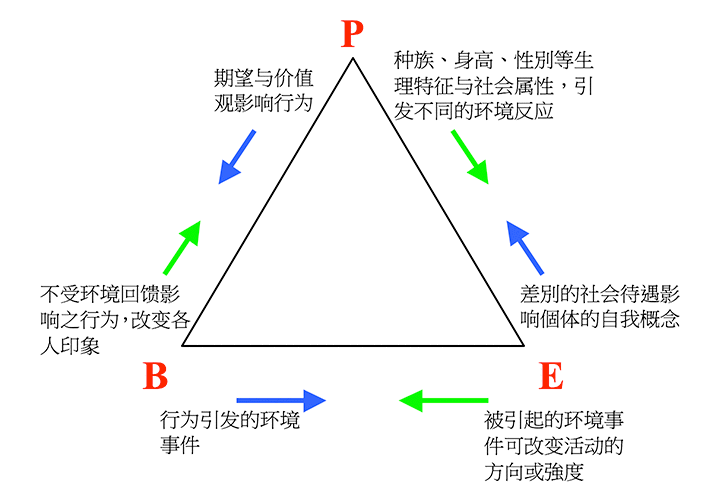 P
期望与价值
观影响行为
种族、身高、性別等生
理特征与社会属性，引
发不同的环境反应
不受环境回馈影
响之行为，改变各
人印象
差別的社会待遇影
响個体的自我概念
B
E
行为引发的环境
事件
被引起的环境事
件可改变活动的
方向或強度